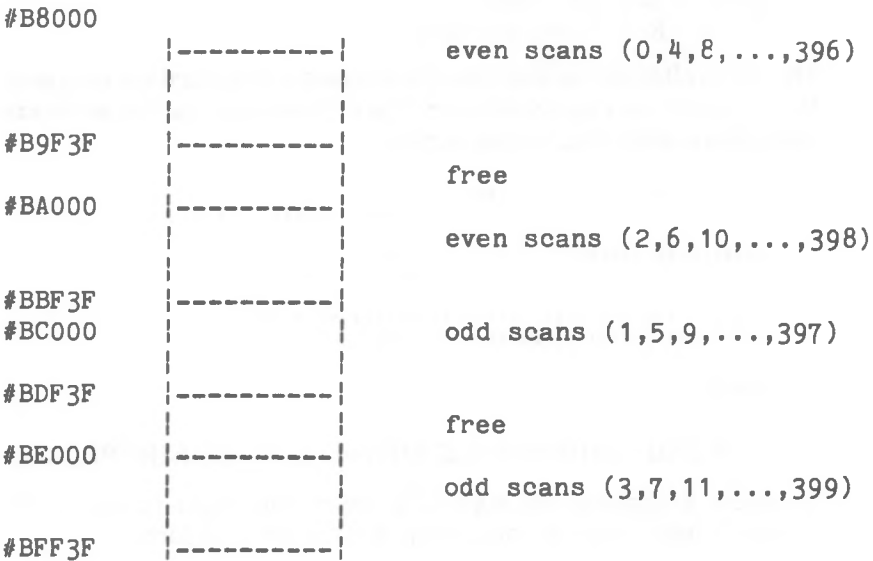 #B8000
even scans (0,4,8,...,396)
#B9F3F
free
#BA000
even scans (2,6,10,...,398)
#BBF3F
#BC000 odd scans (1,5,9,...,397)
#BDF3F
free
#BE000
odd scans (3,7,11,...,399)
#BFF3F